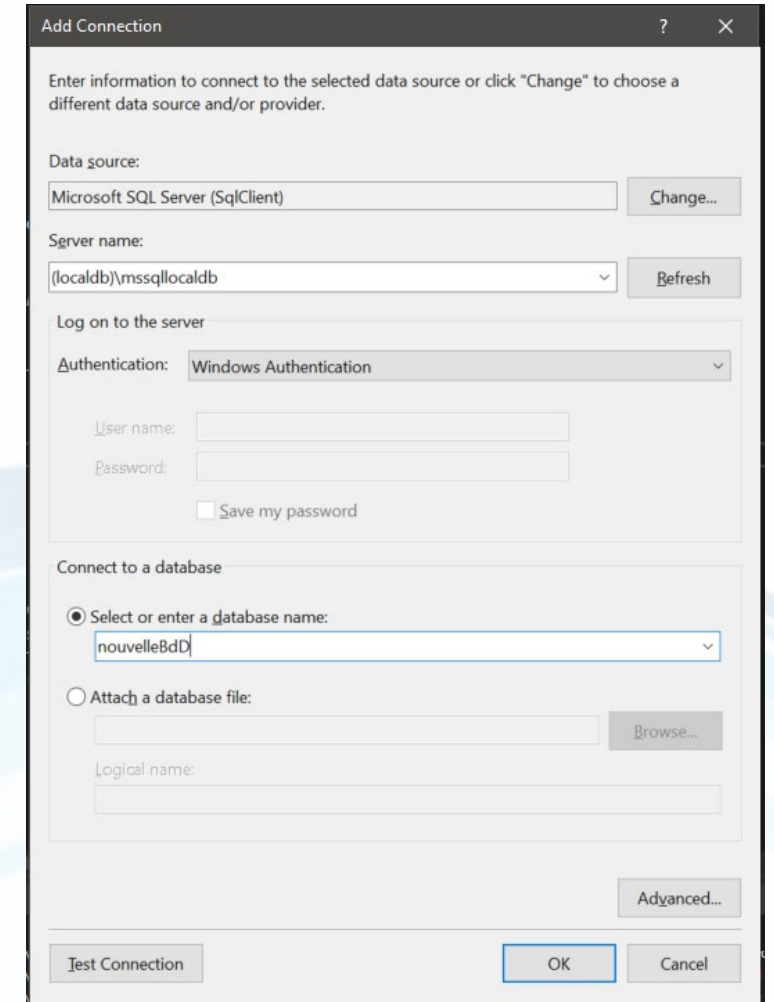 Add Connection ? ×
Enter information to connect to the selected data source or click "Change" to choose a
different data source and/or provider.
Data source:
Microsoft SQL Server (SqlClient)
Change...
Server name:
(localdb)\mssqllocaldb
Refresh
Log on to the server
Authentication: Windows Authentication
User name:
Password:
Save my password
Connect to a database
Select or enter a database name:
nouvelleBdD
Attach a database file:
Browse...
Logical name:
Advanced...
Test Connection OK Cancel